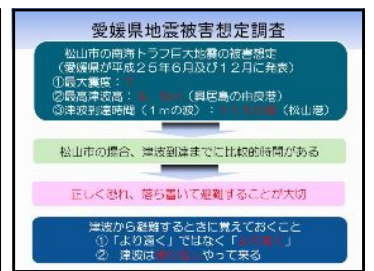 愛媛県地震被害想定調査
松山市の南海トラフ巨大地震の被害想定
(愛媛県が平成25年6月及び12月に発表)
①最大震度:
②最高津波高: (興居島の由良港)
③津波到達時間(1mの波): (松山港)
松山市の場合、津波到達までに比較的時間がある
正しく恐れ、落ち着いて避難することが大切
津波から避難するときに覚えておくこと
①「より遠く」ではなく「 」
② 津波は やって来る